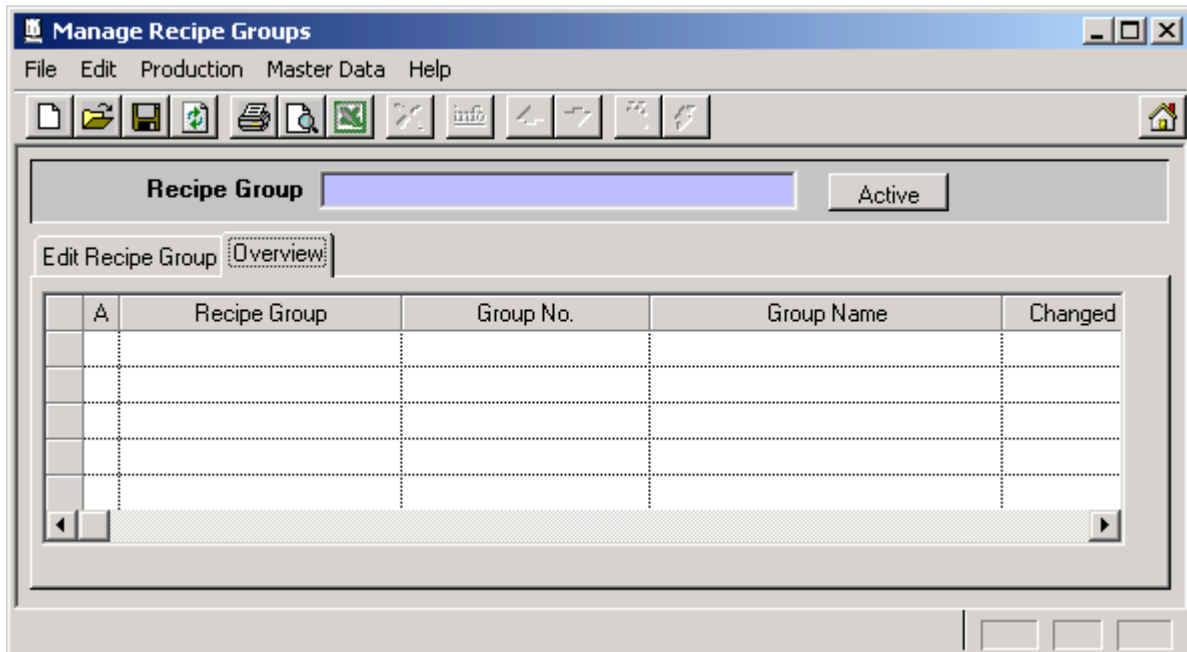 Manage Recipe Groups
File Edit Production Master Data Help
info
Recipe Group Active
Edit Recipe Group Overview
A Recipe Group Group No. Group Name Changed